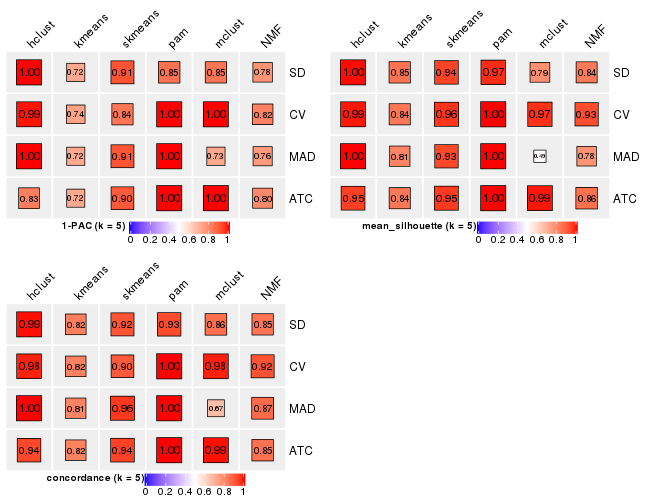 hclust kmeans skmeans pam mclust NMF
1.00 0.72 0.91 0.85 0.85 0.78 SD
0.99 0.74 0.84 1.00 1.00 0.82 CV
1.00 0.72 0.91 1.00 0.73 0.76 MAD
0.83 0.72 0.90 1.00 1.00 0.80 ATC
1-PAC (k = 5)
0 0.2 0.4 0.6 0.8 1
hclust kmeans skmeans pam mclust NMF
1.00 0.85 0.94 0.97 0.79 0.84 SD
0.99 0.84 0.96 1.00 0.97 0.93 CV
1.00 0.81 0.93 1.00 0.49 0.78 MAD
0.95 0.84 0.95 1.00 0.99 0.86 ATC
mean_silhouette (k = 5)
0 0.2 0.4 0.6 0.8 1
hclust kmeans skmeans pam mclust NMF
0.99 0.82 0.92 0.93 0.86 0.85 SD
0.98 0.82 0.90 1.00 0.98 0.92 CV
1.00 0.81 0.96 1.00 0.67 0.87 MAD
0.94 0.82 0.94 1.00 0.99 0.85 ATC
concordance (k = 5)
0 0.2 0.4 0.6 0.8 1